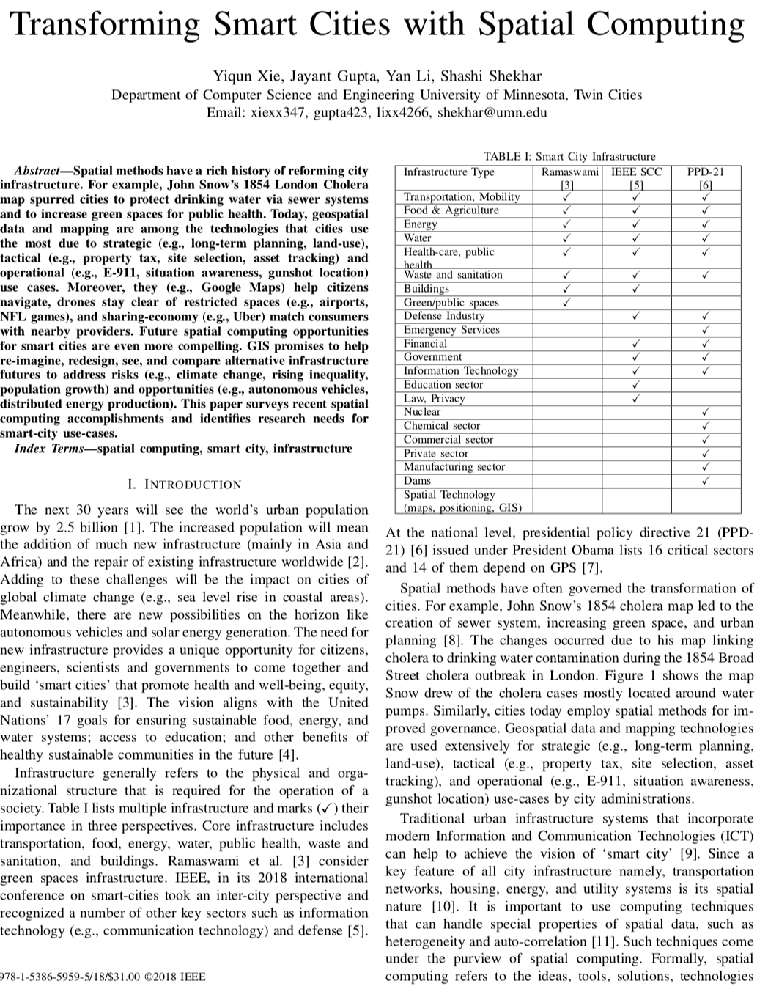 Transforming Smart Cities with Spatial Computing
Yiqun Xie, Jayant Gupta, Yan Li, Shashi Shekhar
Department of Computer Science and Engineering University of Minnesota, Twin Cities
Email: xiexx347, gupta423, lixx4266, shekhar@umn.edu
Abstract—Spatial methods have a rich history of reforming city
infrastructure. For example, John Snow's 1854 London Cholera
map spurred cities to protect drinking water via sewer systems
and to increase green spaces for public health. Today, geospatial
data and mapping are among the technologies that cities use
the most due to strategic (e.g., long-term planning, land-use),
tactical (e.g., property tax, site selection, asset tracking) and
operational (e.g., E-911, situation awareness, gunshot location)
use cases. Moreover, they (e.g., Google Maps) help citizens
navigate, drones stay clear of restricted spaces (e.g., airports,
NFL games), and sharing-economy (e.g., Uber) match consumers
with nearby providers. Future spatial computing opportunities
for smart cities are even more compelling. GIS promises to help
re-imagine, redesign, see, and compare alternative infrastructure
futures to address risks (e.g., climate change, rising inequality,
population growth) and opportunities (e.g., autonomous vehicles,
distributed energy production). This paper surveys recent spatial
computing accomplishments and identifies research needs for
smart-city use-cases.
Index Terms—spatial computing, smart city, infrastructure
I. INTRODUCTION
The next 30 years will see the world's urban population
grow by 2.5 billion [1]. The increased population will mean
the addition of much new infrastructure (mainly in Asia and
Africa) and the repair of existing infrastructure worldwide [2].
Adding to these challenges will be the impact on cities of
global climate change (e.g., sea level rise in coastal areas).
Meanwhile, there are new possibilities on the horizon like
autonomous vehicles and solar energy generation. The need for
new infrastructure provides a unique opportunity for citizens,
engineers, scientists and governments to come together and
build 'smart cities' that promote health and well-being, equity,
and sustainability [3]. The vision aligns with the United
Nations' 17 goals for ensuring sustainable food, energy, and
water systems; access to education; and other benefits of
healthy sustainable communities in the future [4].
Infrastructure generally refers to the physical and orga-
nizational structure that is required for the operation of a
society. Table I lists multiple infrastructure and marks (✓) their
importance in three perspectives. Core infrastructure includes
transportation, food, energy, water, public health, waste and
sanitation, and buildings. Ramaswami et al. [3] consider
green spaces infrastructure. IEEE, in its 2018 international
conference on smart-cities took an inter-city perspective and
recognized a number of other key sectors such as information
technology (e.g., communication technology) and defense [5].
978-1-5386-5959-5/18/$31.00 ©2018 IEEE
TABLE I: Smart City Infrastructure
Infrastructure Type Ramaswami IEEE SCC PPD-21
[3] [5] [6]
Transportation, Mobility ✓ ✓ ✓
Food & Agriculture ✓ ✓ ✓
Energy ✓ ✓ ✓
Water ✓ ✓ ✓
Health-care, public ✓ ✓ ✓
health
Waste and sanitation ✓ ✓ ✓
Buildings ✓ ✓
Green/public spaces ✓
Defense Industry ✓ ✓
Emergency Services ✓
Financial ✓ ✓
Government ✓ ✓
Information Technology ✓ ✓
Education sector ✓
Law, Privacy ✓
Nuclear ✓
Chemical sector ✓
Commercial sector ✓
Private sector ✓
Manufacturing sector ✓
Dams ✓
Spatial Technology
(maps, positioning, GIS)
At the national level, presidential policy directive 21 (PPD-
21) [6] issued under President Obama lists 16 critical sectors
and 14 of them depend on GPS [7].
Spatial methods have often governed the transformation of
cities. For example, John Snow's 1854 cholera map led to the
creation of sewer system, increasing green space, and urban
planning [8]. The changes occurred due to his map linking
cholera to drinking water contamination during the 1854 Broad
Street cholera outbreak in London. Figure 1 shows the map
Snow drew of the cholera cases mostly located around water
pumps. Similarly, cities today employ spatial methods for im-
proved governance. Geospatial data and mapping technologies
are used extensively for strategic (e.g., long-term planning,
land-use), tactical (e.g., property tax, site selection, asset
tracking), and operational (e.g., E-911, situation awareness,
gunshot location) use-cases by city administrations.
Traditional urban infrastructure systems that incorporate
modern Information and Communication Technologies (ICT)
can help to achieve the vision of 'smart city' [9]. Since a
key feature of all city infrastructure namely, transportation
networks, housing, energy, and utility systems is its spatial
nature [10]. It is important to use computing techniques
that can handle special properties of spatial data, such as
heterogeneity and auto-correlation [11]. Such techniques come
under the purview of spatial computing. Formally, spatial
computing refers to the ideas, tools, solutions, technologies